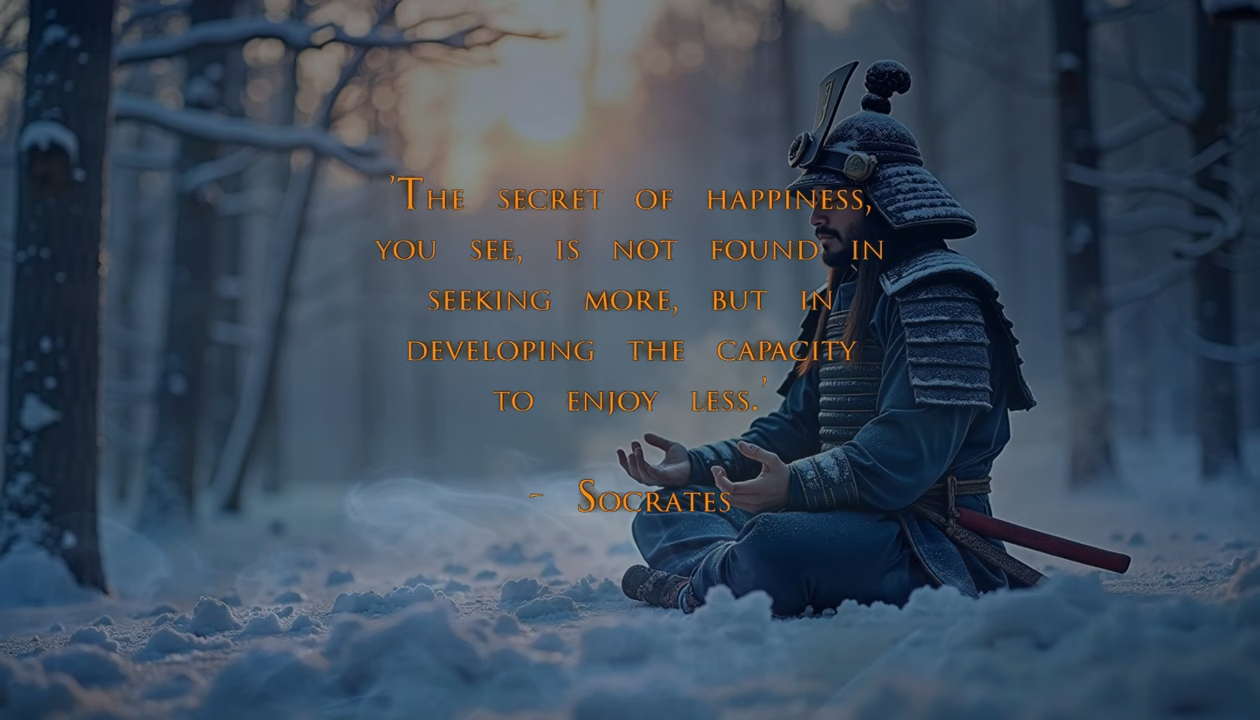 'The secret of happiness,
you see, is not found in
seeking more, but in
developing the capacity
to enjoy less.'
- Socrates